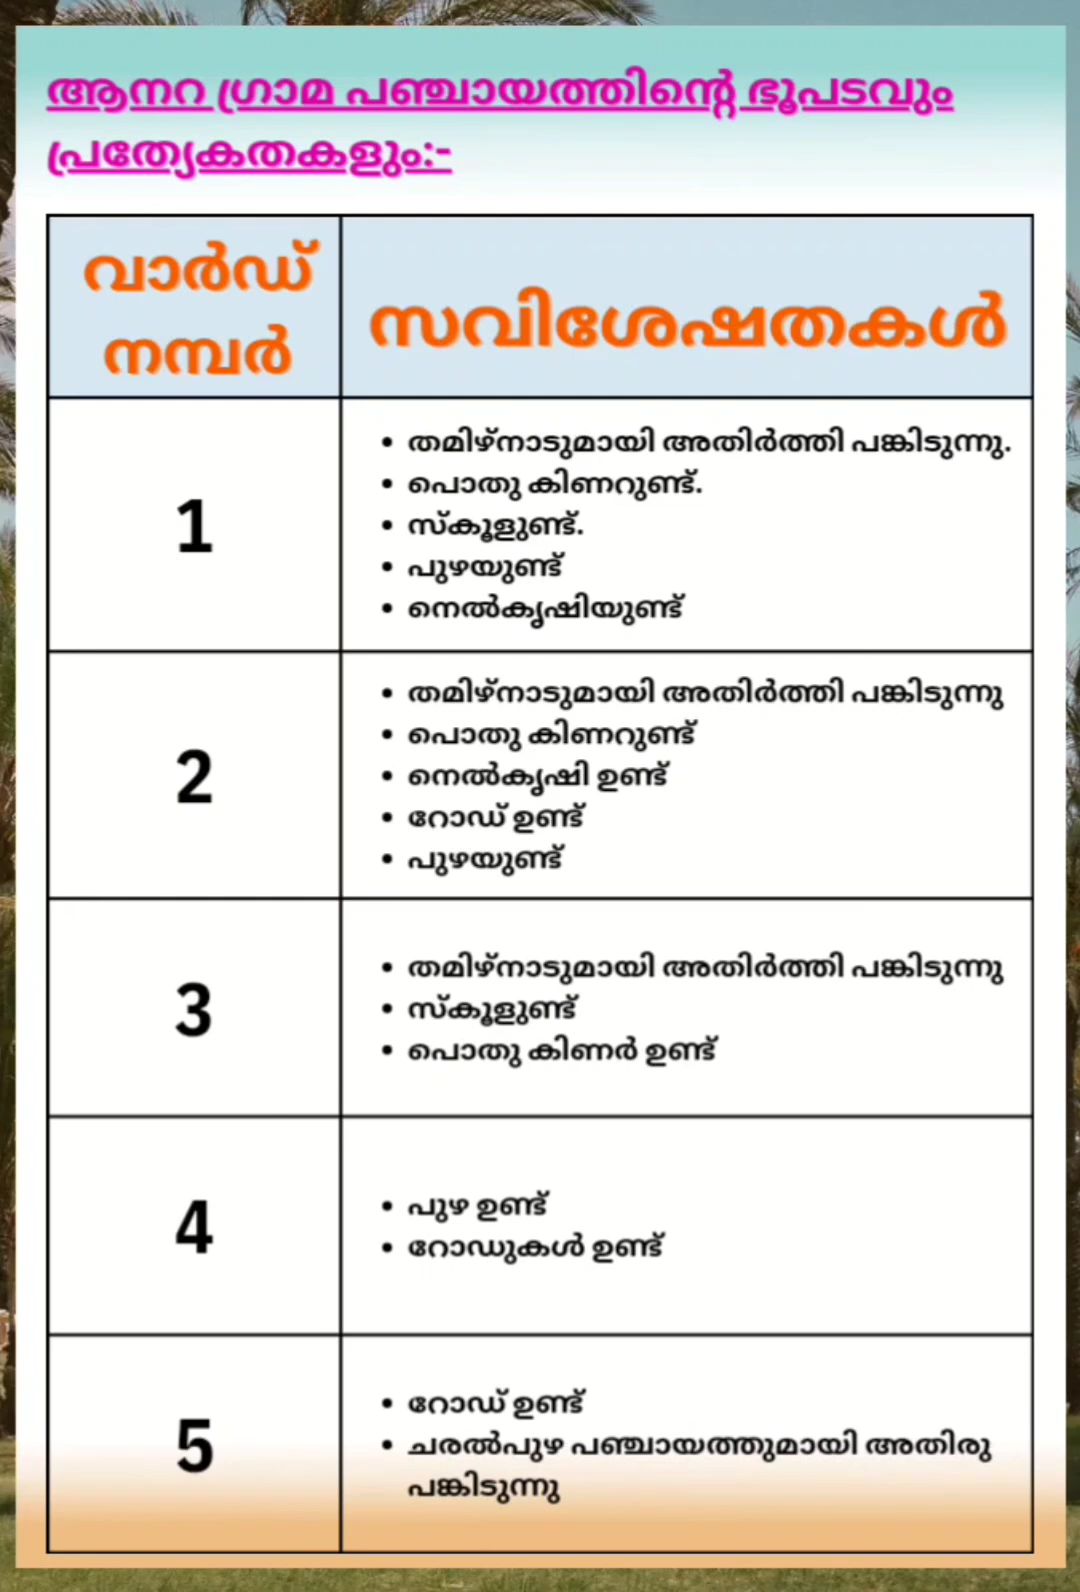 ആനറ ഗ്രാമ പഞ്ചായത്തിന്റെ ഭൂപടവും
പ്രത്യേകതകളും:-
വാർഡ്
നമ്പർ
സവിശേഷതകൾ
1
• തമിഴ്നാടുമായി അതിർത്തി പങ്കിടുന്നു.
• പൊതു കിണറുണ്ട്.
• സ്കൂളുണ്ട്.
• പുഴയുണ്ട്
• നെൽകൃഷിയുണ്ട്
2
• തമിഴ്നാടുമായി അതിർത്തി പങ്കിടുന്നു
• പൊതു കിണറുണ്ട്
• നെൽകൃഷി ഉണ്ട്
• റോഡ് ഉണ്ട്
• പുഴയുണ്ട്
3
• തമിഴ്നാടുമായി അതിർത്തി പങ്കിടുന്നു
• സ്കൂളുണ്ട്
• പൊതു കിണർ ഉണ്ട്
4
• പുഴ ഉണ്ട്
• റോഡുകൾ ഉണ്ട്
5
• റോഡ് ഉണ്ട്
• ചരൽപുഴ പഞ്ചായത്തുമായി അതിരു
പങ്കിടുന്നു